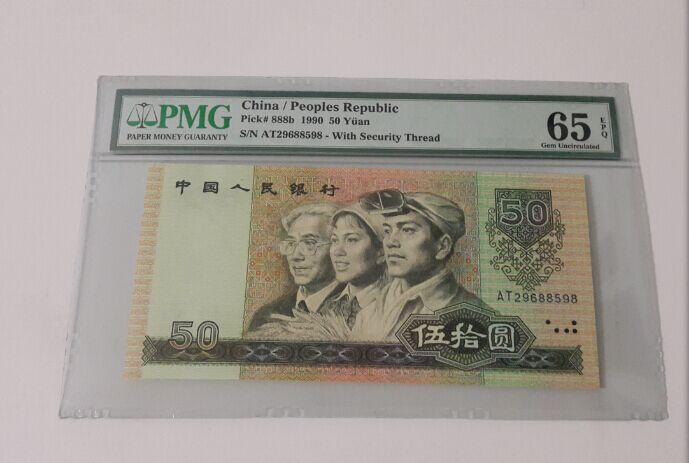 PMG
PAPER MONEY GUARANTY
China / Peoples Republic
Pick# 888b 1990 50 Yüan
S/N AT29688598 - With Security Thread
65 EPQ
Gem Uncirculated
中国人民银行
50
AT29688598
50
伍拾圆